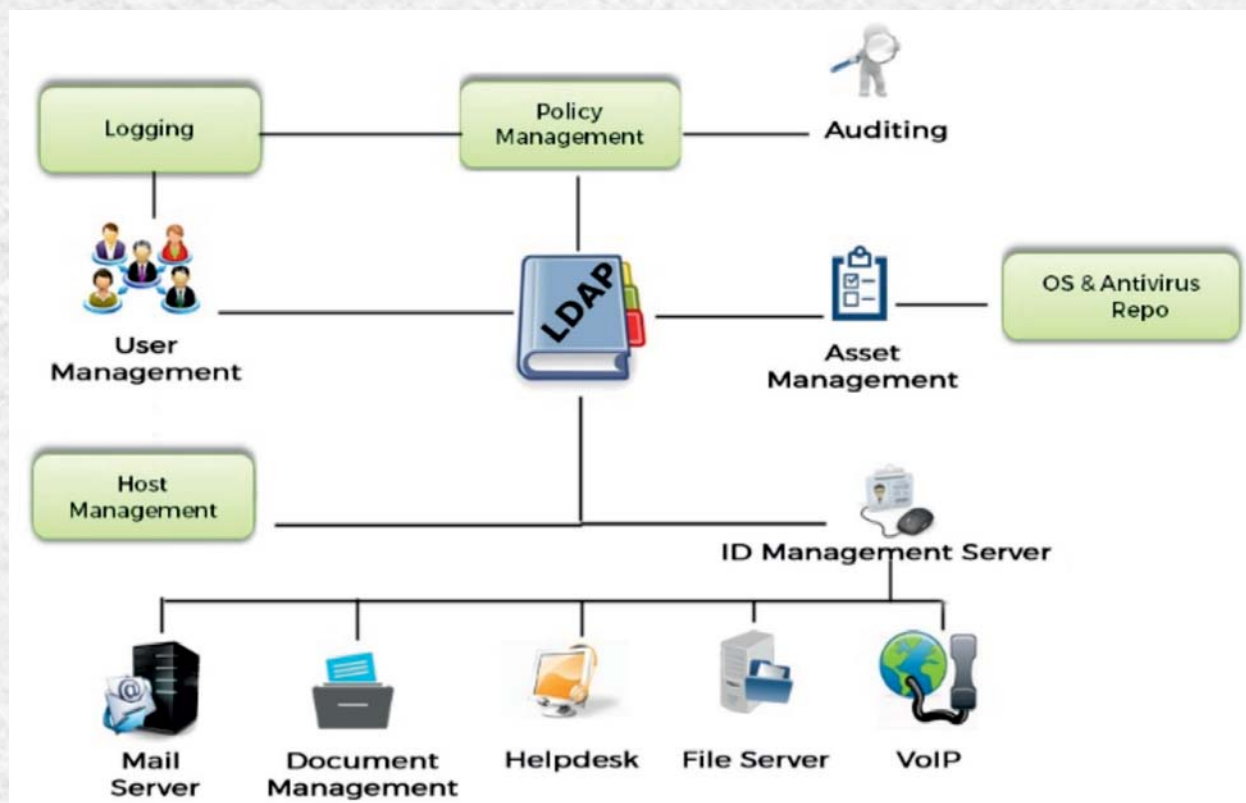 Logging
Policy
Management
Auditing
LDAP
User
Management
Asset
Management
OS & Antivirus
Repo
Host
Management
ID Management Server
@
Mail
Server
Document
Management
Helpdesk
File Server
VoIP